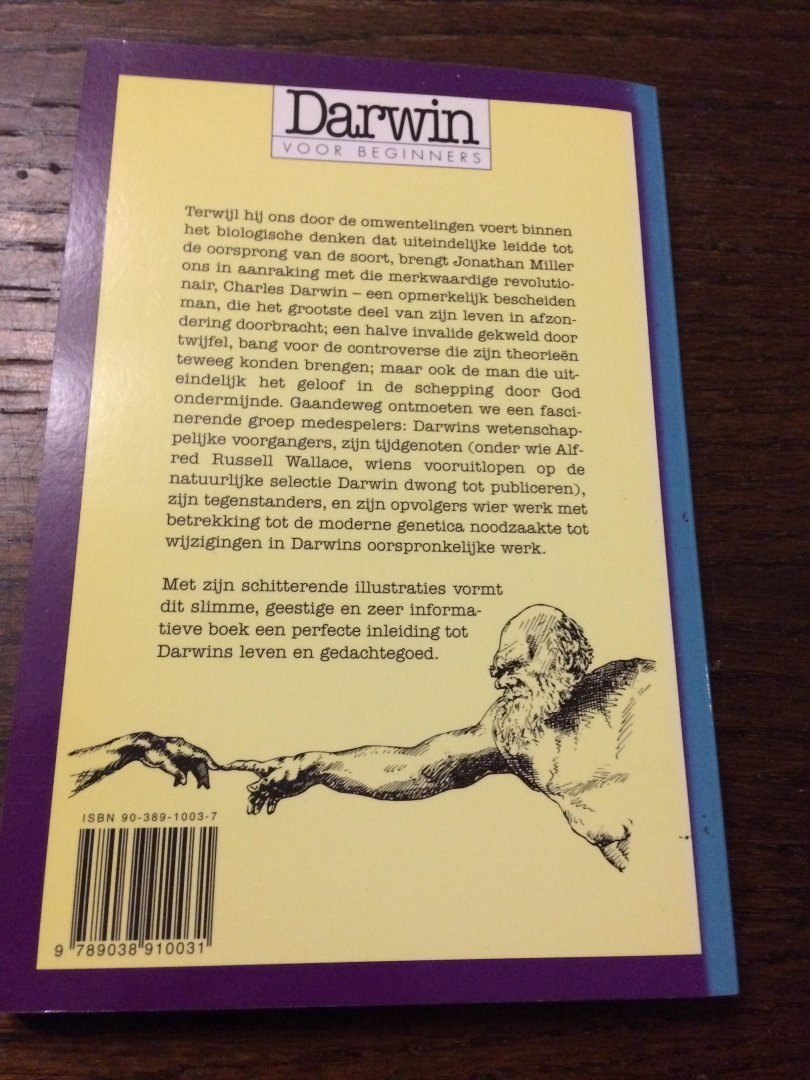 Darwin
VOOR BEGINNERS
Terwijl hij ons door de omwentelingen voert binnen
het biologische denken dat uiteindelijke leidde tot
de oorsprong van de soort, brengt Jonathan Miller
ons in aanraking met die merkwaardige revolutio-
nair, Charles Darwin – een opmerkelijk bescheiden
man, die het grootste deel van zijn leven in afzon-
dering doorbracht; een halve invalide gekweld door
twijfel, bang voor de controverse die zijn theorieën
teweeg konden brengen; maar ook de man die uit-
eindelijk het geloof in de schepping door God
ondermijnde. Gaandeweg ontmoeten we een fasci-
nerende groep medespelers: Darwins wetenschap-
pelijke voorgangers, zijn tijdgenoten (onder wie Alf-
red Russell Wallace, wiens vooruitlopen op de
natuurlijke selectie Darwin dwong tot publiceren),
zijn tegenstanders, en zijn opvolgers wier werk met
betrekking tot de moderne genetica noodzaakte tot
wijzigingen in Darwins oorspronkelijke werk.
Met zijn schitterende illustraties vormt
dit slimme, geestige en zeer informa-
tieve boek een perfecte inleiding tot
Darwins leven en gedachtegoed.
ISBN 90-389-1003-7
9 789038 910031